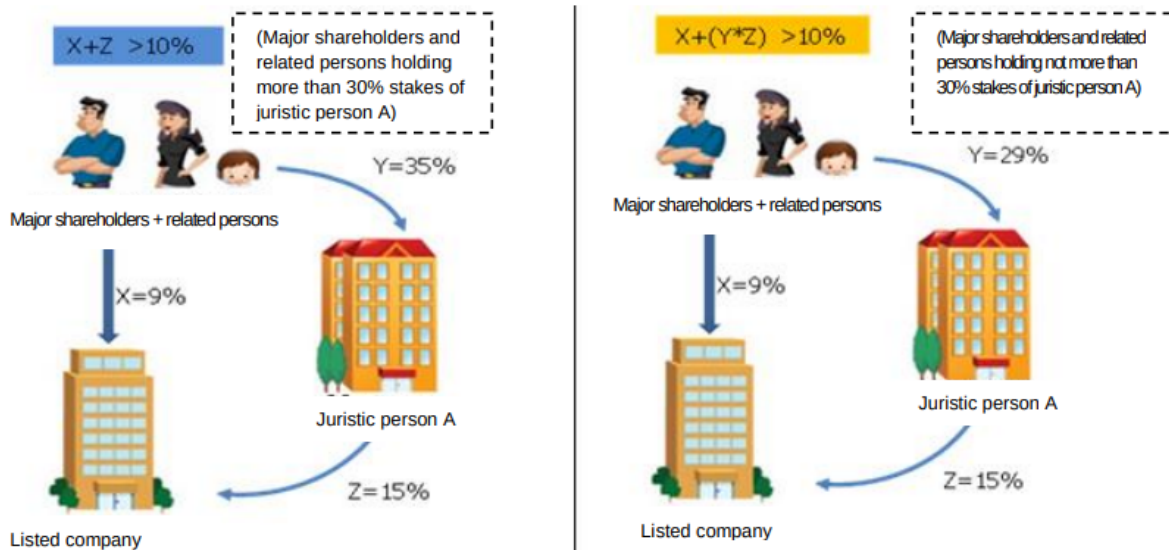 X+Z >10%
(Major shareholders and
related persons holding
more than 30% stakes of
juristic person A)
Y=35%
Major shareholders + related persons
X=9%
Juristic person A
Z=15%
Listed company
X+(Y*Z) >10%
(Major shareholders and related
persons holding not more than
30% stakes of juristic person A)
Y=29%
Major shareholders + related persons
X=9%
Juristic person A
Z=15%
Listed company